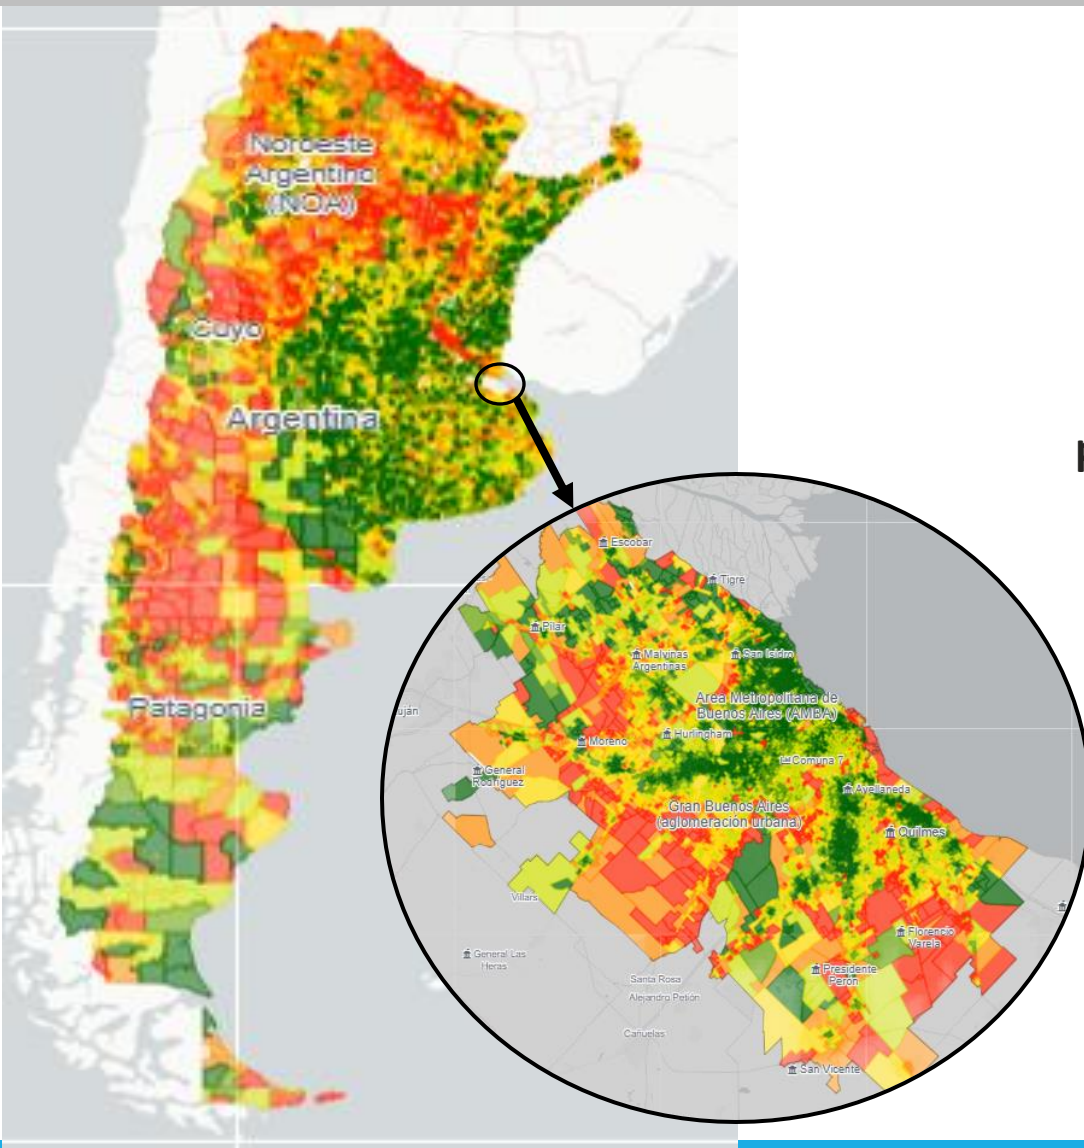 Noroeste
Argentino
(NOA)
Cuyo
Argentina
Patagonia
Escobar
Tigre
Pilar
Malvinas
Argentinas
San Isidro
Area Metropolitana de
Buenos Aires (AMBA)
uján
Moreno
Hurlingham
Comuna 7
General
Rodríguez
Avellaneda
Gran Buenos Aires
(aglomeración urbana)
Quilmes
Villars
Florencio
Varela
General Las
Heras
Presidente
Perón
Santa Rosa
Alejandro Petión
Cañuelas
San Vicente